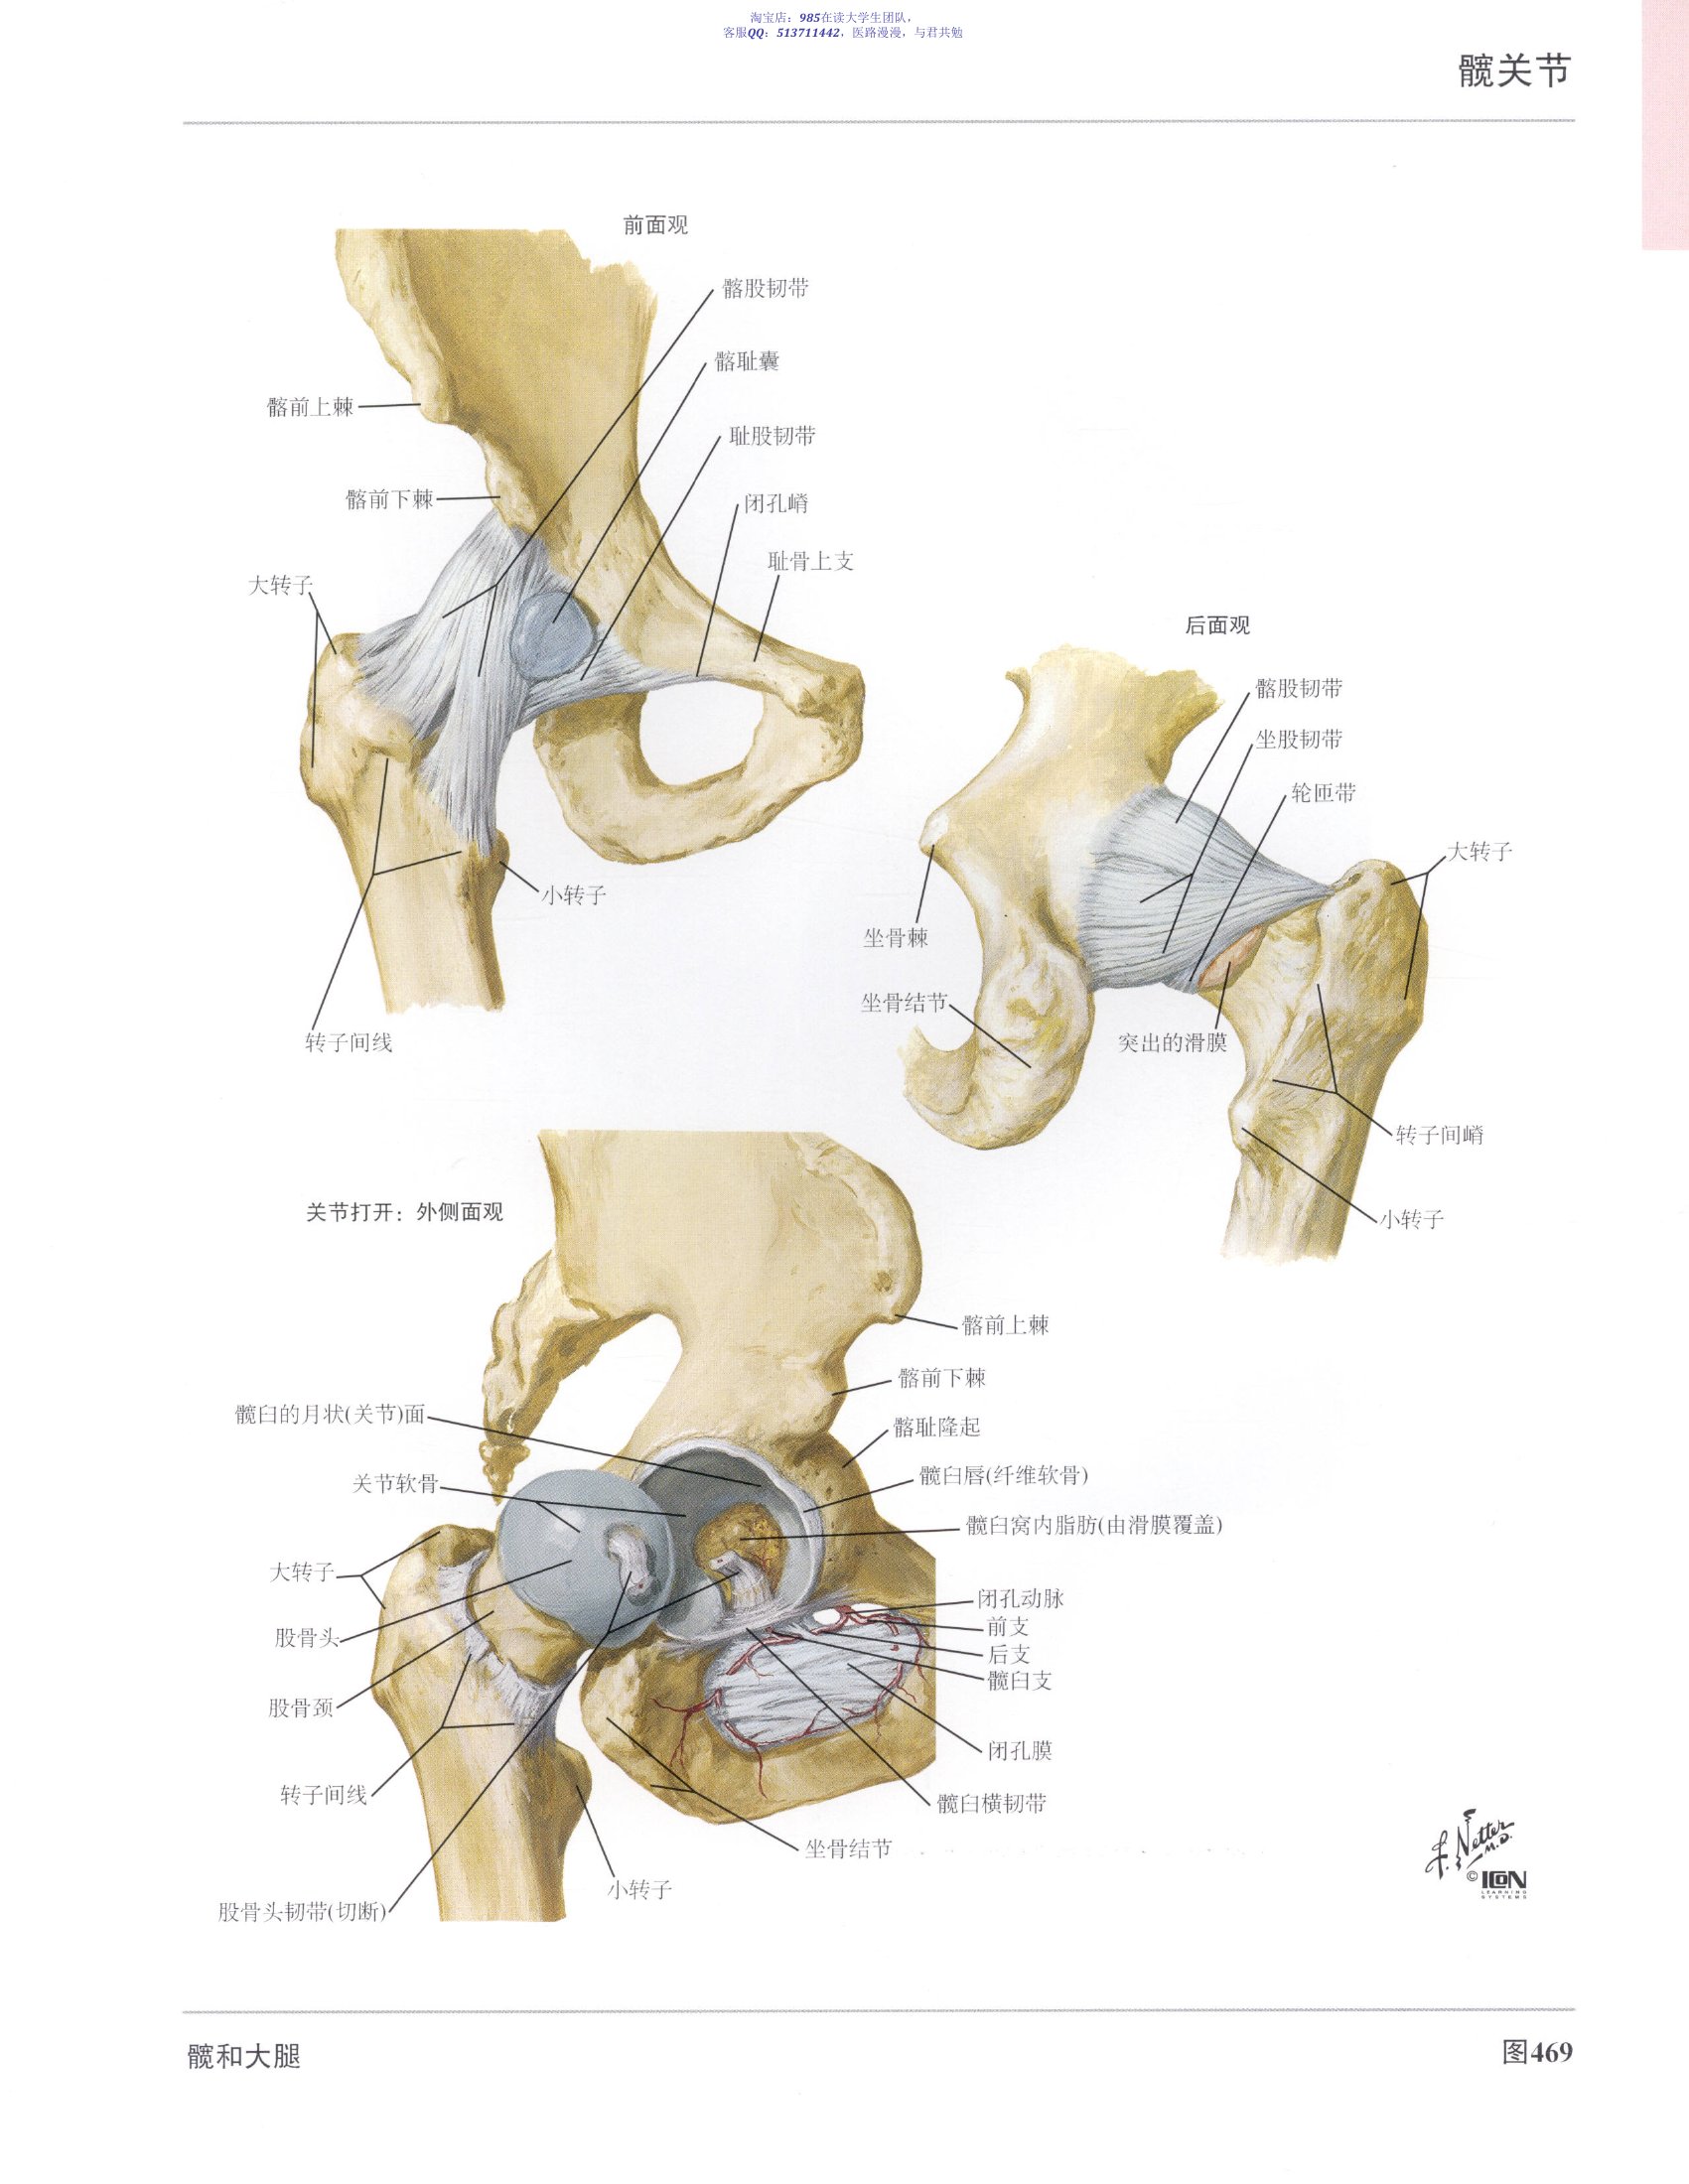 淘宝店：985在读大学生团队，
客服QQ：513711442，医路漫漫，与君共勉
髋关节
前面观
髂股韧带
髂耻囊
髂前上棘
耻股韧带
髂前下棘
闭孔嵴
耻骨上支
大转子
小转子
转子间线
后面观
髂股韧带
坐股韧带
轮匝带
大转子
坐骨棘
坐骨结节
突出的滑膜
转子间嵴
小转子
关节打开：外侧面观
髂前上棘
髂前下棘
髋臼的月状(关节)面
髂耻隆起
关节软骨
髋臼唇(纤维软骨)
髋臼窝内脂肪(由滑膜覆盖)
大转子
闭孔动脉
前支
股骨头
后支
髋臼支
股骨颈
闭孔膜
转子间线
髋臼横韧带
坐骨结节
小转子
股骨头韧带(切断)
F. Netter M.D.
© ICON
LEARNING
SYSTEMS
髋和大腿
图469